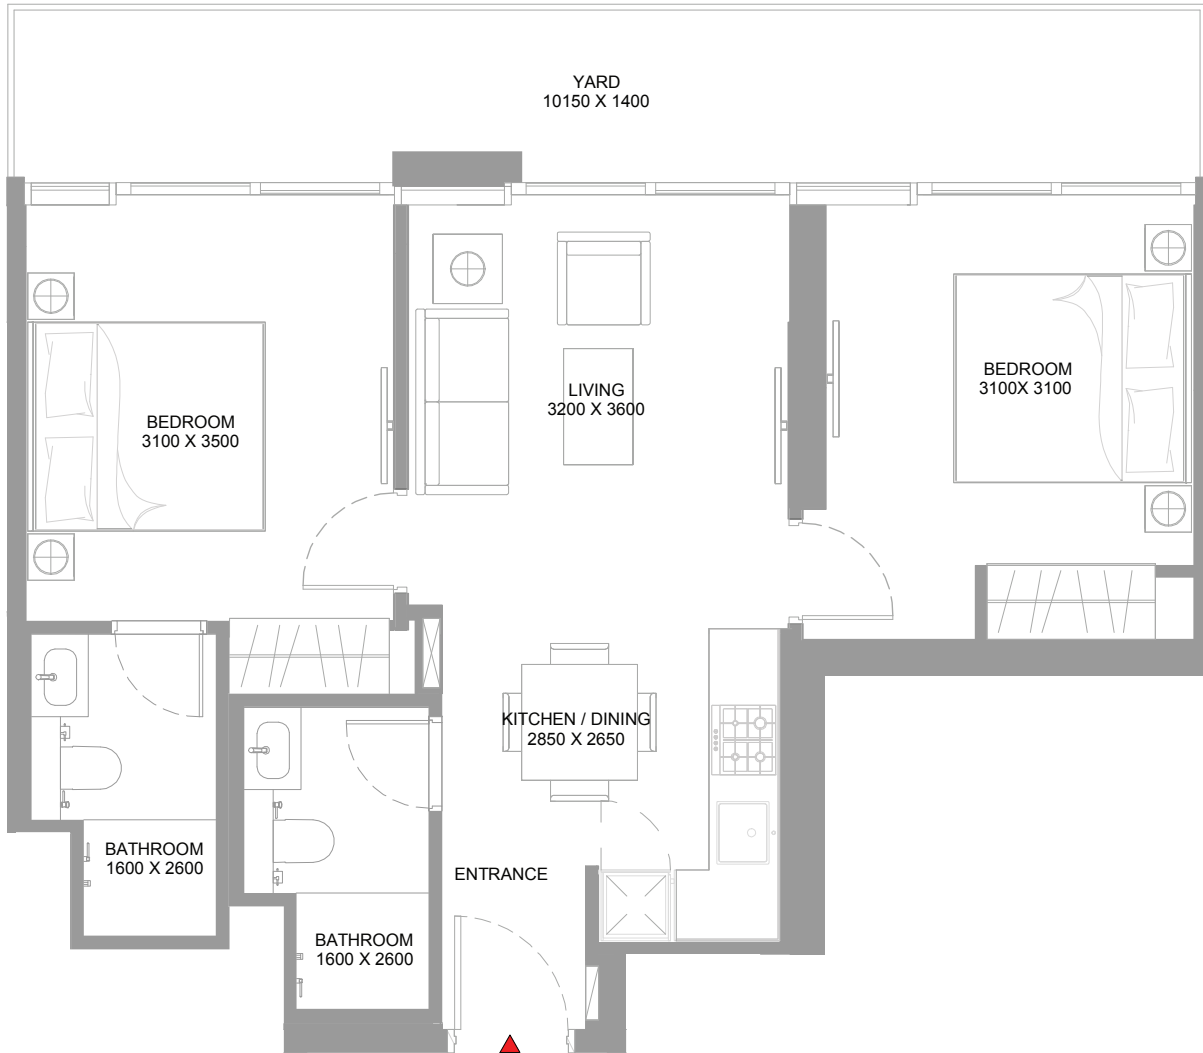 YARD
10150 X 1400
BEDROOM
3100 X 3500
LIVING
3200 X 3600
BEDROOM
3100X 3100
KITCHEN / DINING
2850 X 2650
BATHROOM
1600 X 2600
ENTRANCE
BATHROOM
1600 X 2600